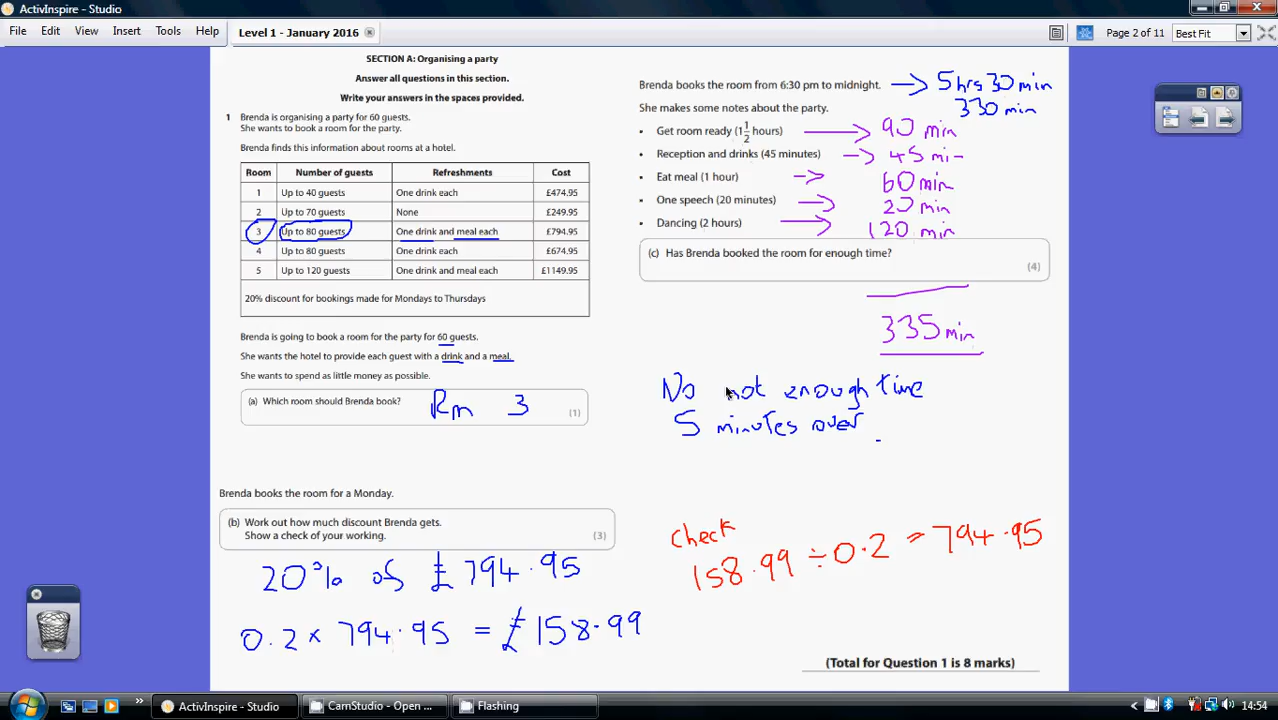 ActivInspire - Studio
File Edit View Insert Tools Help
Level 1 - January 2016
Page 2 of 11
Best Fit
SECTION A: Organising a party
Answer all questions in this section.
Write your answers in the spaces provided.
1 Brenda is organising a party for 60 guests.
She wants to book a room for the party.
Brenda finds this information about rooms at a hotel.
Room Number of guests Refreshments Cost
1 Up to 40 guests One drink each £474.95
2 Up to 70 guests None £249.95
3 Up to 80 guests One drink and meal each £794.95
4 Up to 80 guests One drink each £674.95
5 Up to 120 guests One drink and meal each £1149.95
20% discount for bookings made for Mondays to Thursdays
Brenda is going to book a room for the party for 60 guests.
She wants the hotel to provide each guest with a drink and a meal.
She wants to spend as little money as possible.
(a) Which room should Brenda book? Rm 3 (1)
Brenda books the room for a Monday.
(b) Work out how much discount Brenda gets.
Show a check of your working. (3)
20% of £794.95
0.2 × 794.95 = £158.99
Brenda books the room from 6:30 pm to midnight. → 5hrs 30 min
330 min
She makes some notes about the party.
• Get room ready (1 1/2 hours) → 90 min
• Reception and drinks (45 minutes) → 45 min
• Eat meal (1 hour) → 60 min
• One speech (20 minutes) → 20 min
• Dancing (2 hours) → 120 min
(c) Has Brenda booked the room for enough time?
(4)
335 min
No not enough time
5 minutes over
Check
158.99 ÷ 0.2 = 794.95
(Total for Question 1 is 8 marks)
ActivInspire - Studio
CamStudio - Open ...
Flashing
14:54